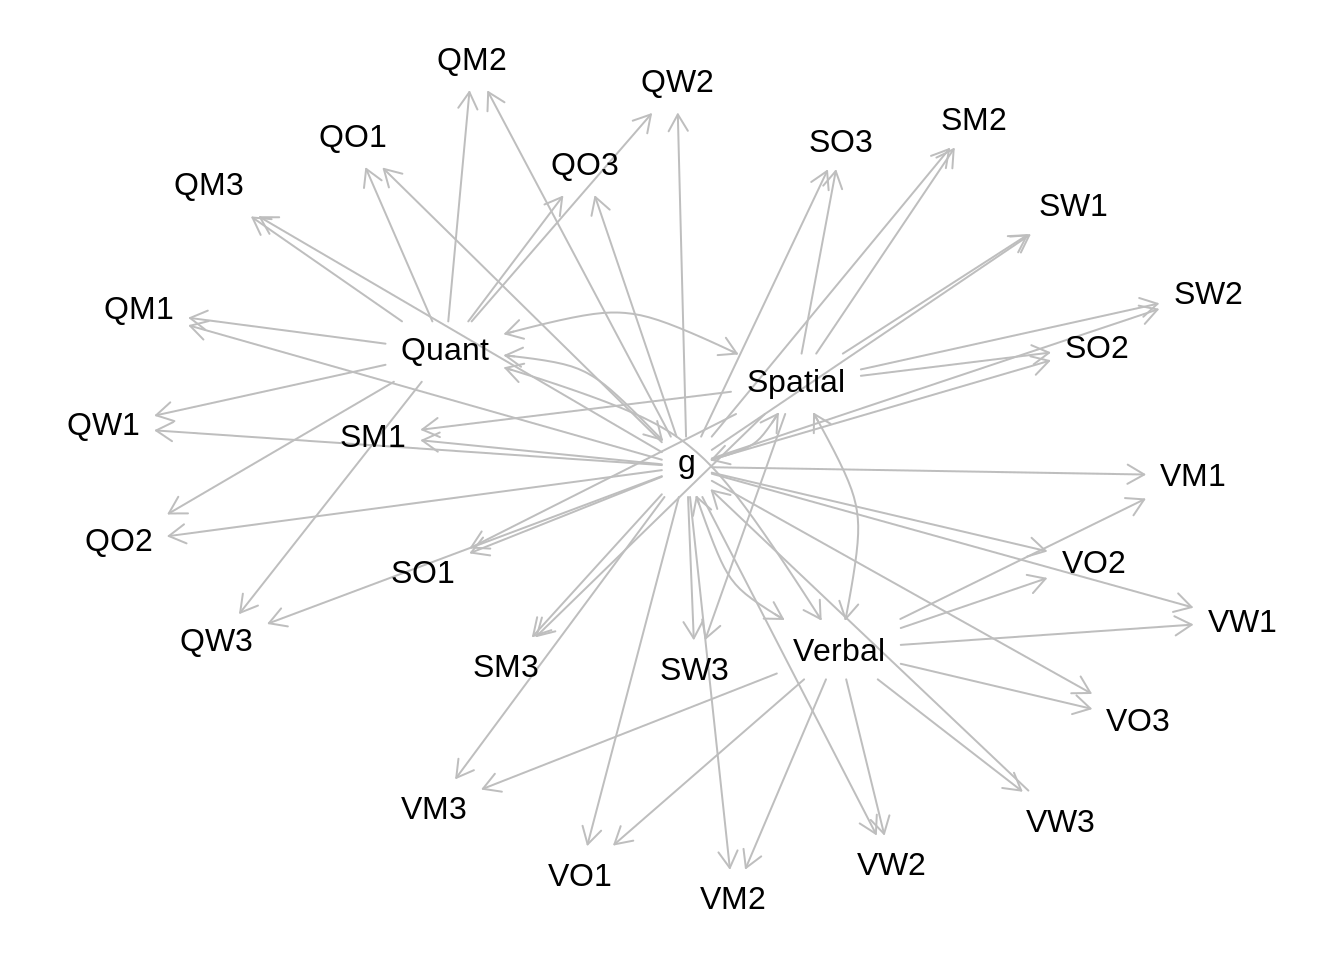 QM2
QW2
SM2
QO1
SO3
QO3
QM3
SW1
SW2
QM1
SO2
Quant
Spatial
QW1
SM1
g
VM1
QO2
VO2
SO1
VW1
QW3
Verbal
SM3
SW3
VO3
VM3
VW3
VW2
VO1
VM2